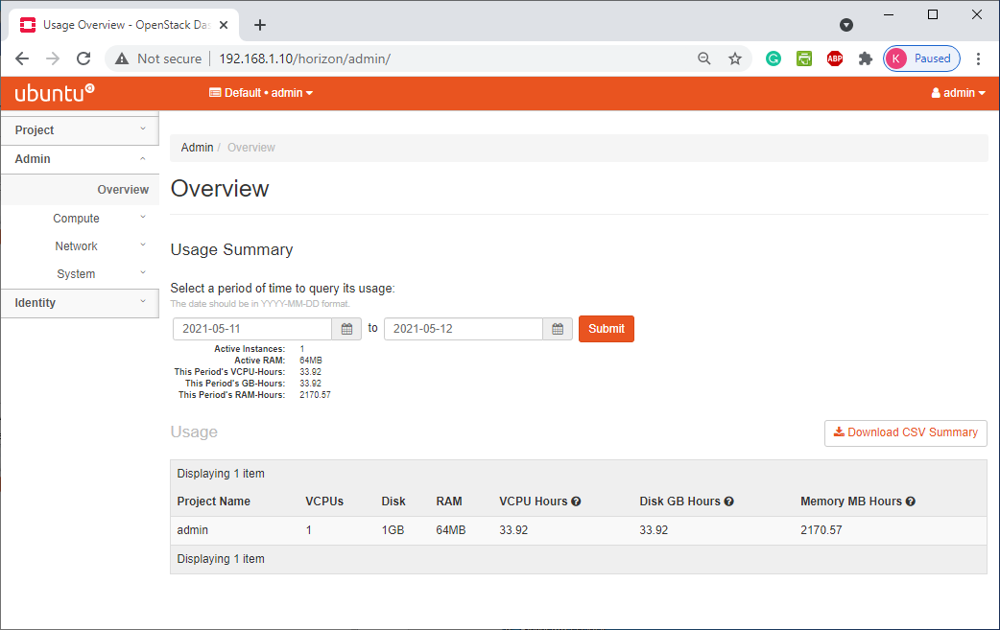 Usage Overview - OpenStack Das
Not secure 192.168.1.10/horizon/admin/
ABP
K Paused
ubuntu
Default • admin
admin
Project
Admin
Overview
Compute
Network
System
Identity
Admin / Overview
Overview
Usage Summary
Select a period of time to query its usage:
The date should be in YYYY-MM-DD format.
2021-05-11 to 2021-05-12 Submit
Active Instances: 1
Active RAM: 64MB
This Period's VCPU-Hours: 33.92
This Period's GB-Hours: 33.92
This Period's RAM-Hours: 2170.57
Usage
Download CSV Summary
Displaying 1 item
Project Name VCPUs Disk RAM VCPU Hours Disk GB Hours Memory MB Hours
admin 1 1GB 64MB 33.92 33.92 2170.57
Displaying 1 item